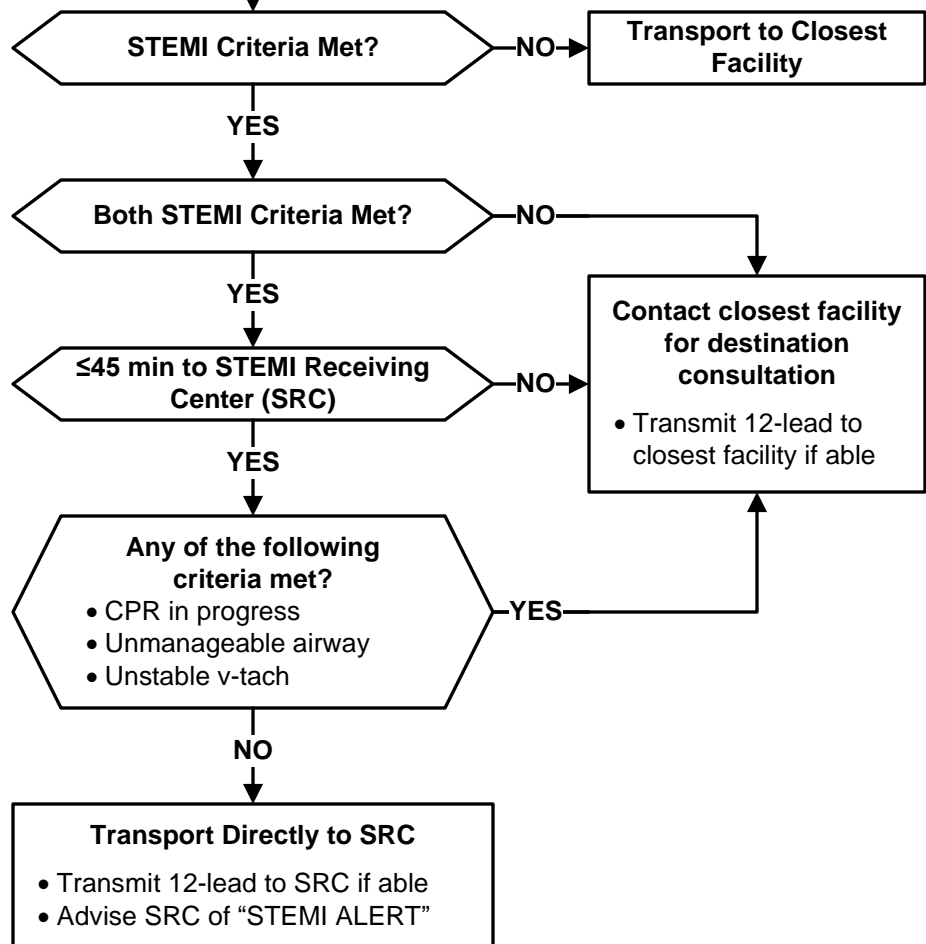 STEMI Criteria Met?
NO
Transport to Closest
Facility
YES
Both STEMI Criteria Met?
NO
YES
Contact closest facility
for destination
consultation
• Transmit 12-lead to
closest facility if able
≤45 min to STEMI Receiving
Center (SRC)
NO
YES
Any of the following
criteria met?
• CPR in progress
• Unmanageable airway
• Unstable v-tach
YES
NO
Transport Directly to SRC
• Transmit 12-lead to SRC if able
• Advise SRC of “STEMI ALERT”